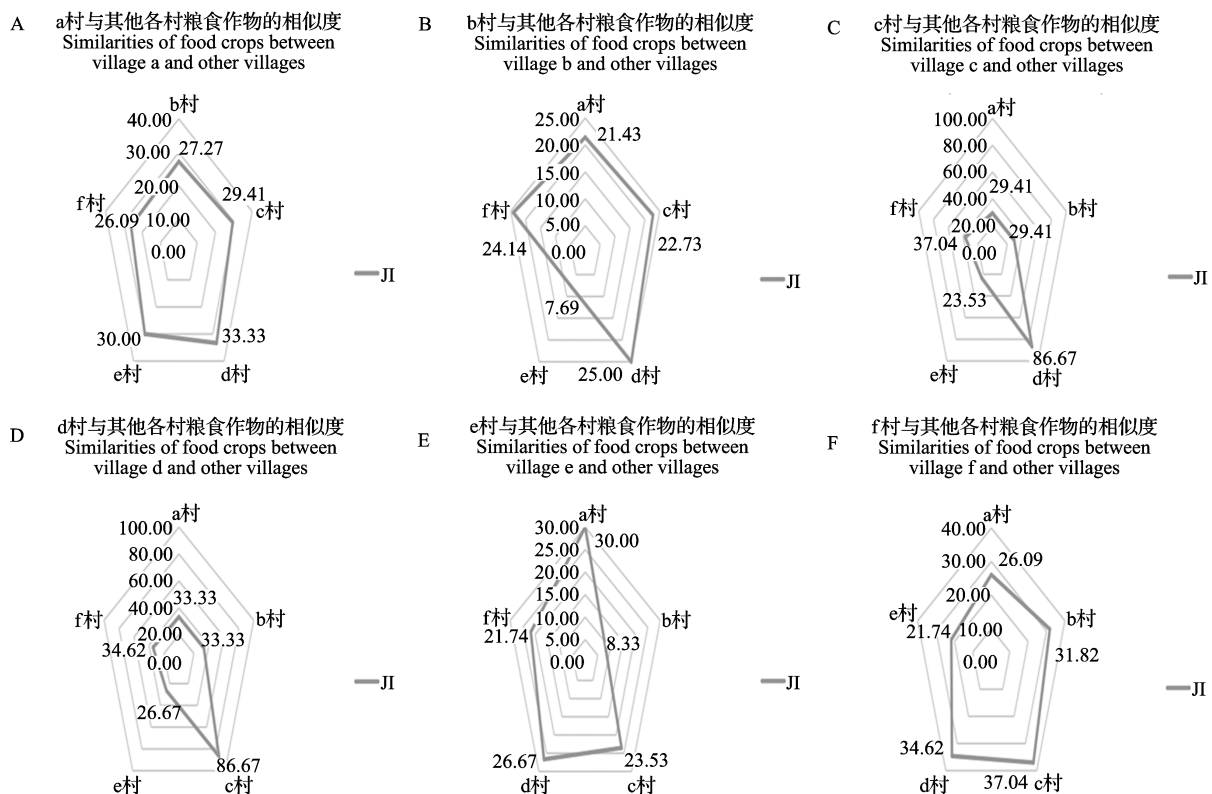 A
a村与其他各村粮食作物的相似度
Similarities of food crops between
village a and other villages
b村
40.00
30.00
27.27
20.00
29.41
f村
c村
26.09
10.00
0.00
JI
30.00
33.33
e村
d村
B
b村与其他各村粮食作物的相似度
Similarities of food crops between
village b and other villages
a村
25.00
21.43
20.00
15.00
10.00
f村
c村
5.00
24.14
0.00
22.73
JI
7.69
e村
25.00
d村
C
c村与其他各村粮食作物的相似度
Similarities of food crops between
village c and other villages
a村
100.00
80.00
60.00
29.41
40.00
f村
b村
20.00
29.41
37.04
0.00
JI
23.53
86.67
e村
d村
D
d村与其他各村粮食作物的相似度
Similarities of food crops between
village d and other villages
a村
100.00
80.00
60.00
33.33
40.00
f村
b村
20.00
33.33
34.62
0.00
JI
26.67
86.67
e村
c村
E
e村与其他各村粮食作物的相似度
Similarities of food crops between
village e and other villages
a村
30.00
30.00
25.00
20.00
15.00
10.00
f村
b村
21.74
5.00
8.33
0.00
JI
26.67
23.53
d村
c村
F
f村与其他各村粮食作物的相似度
Similarities of food crops between
village f and other villages
a村
40.00
30.00
26.09
20.00
e村
b村
21.74
10.00
0.00
31.82
JI
34.62
d村
37.04
c村